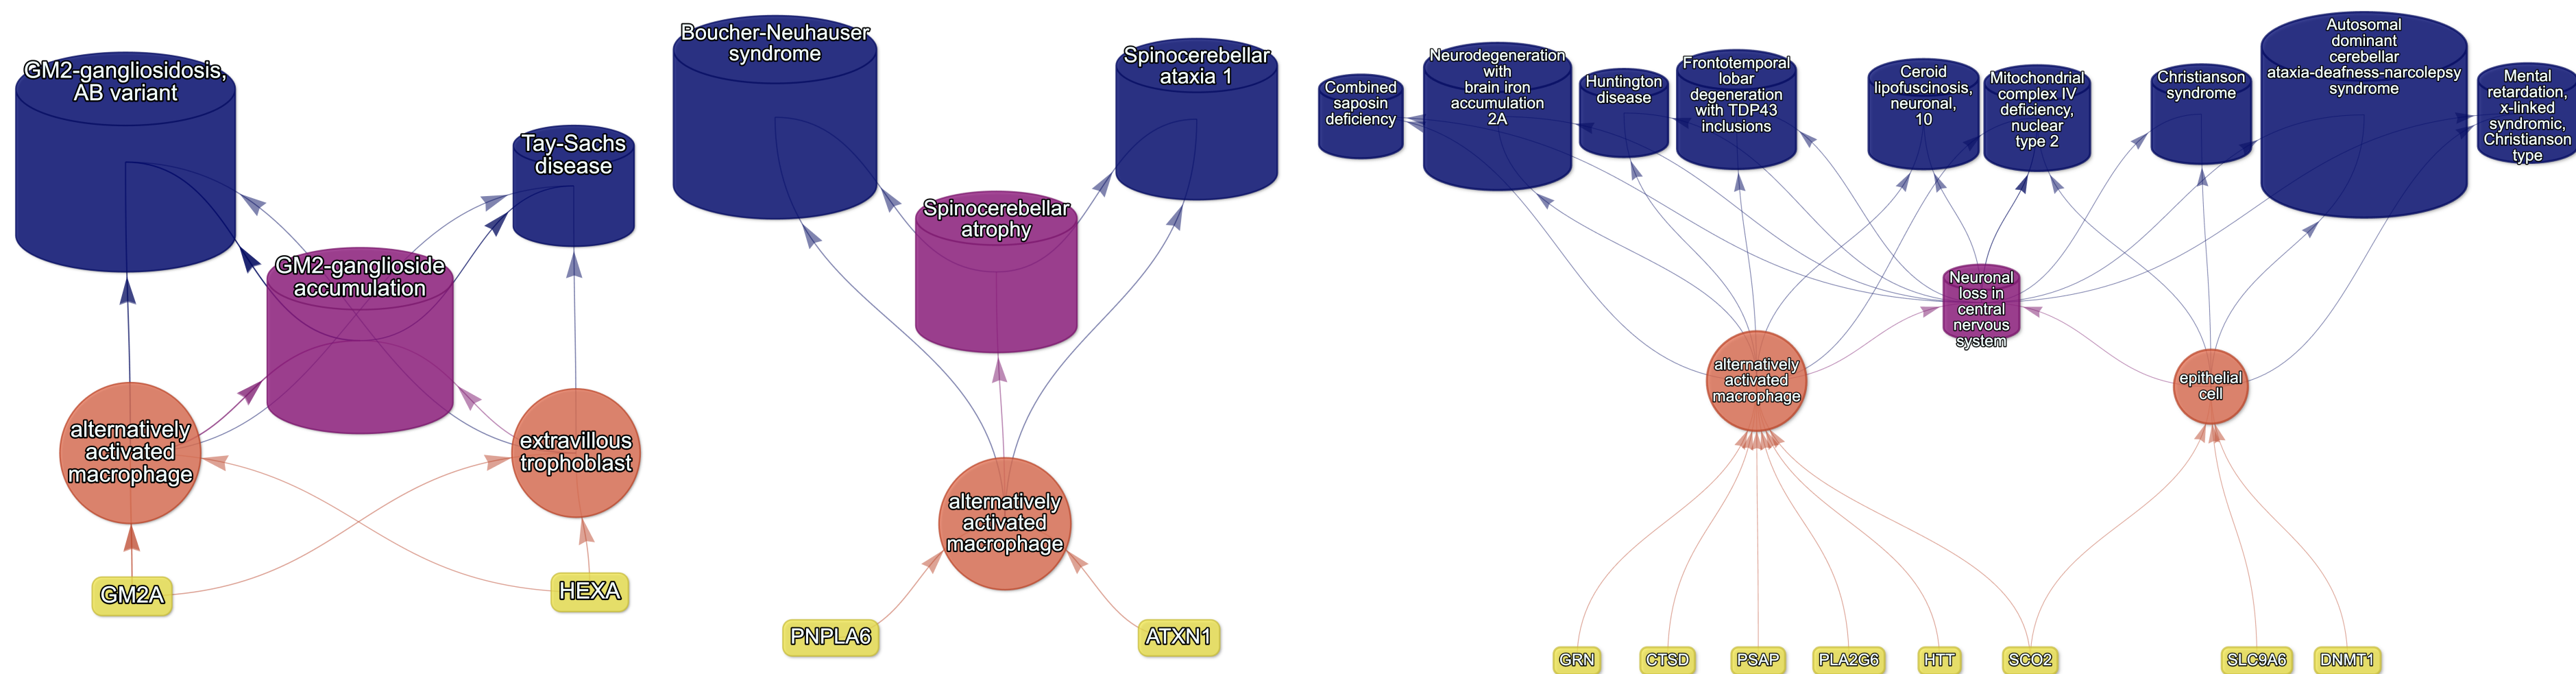 GM2-gangliosidosis,
AB variant
Tay-Sachs
disease
GM2-ganglioside
accumulation
alternatively
activated
macrophage
extravillous
trophoblast
GM2A
HEXA
Boucher-Neuhauser
syndrome
Spinocerebellar
ataxia 1
Spinocerebellar
atrophy
alternatively
activated
macrophage
PNPLA6
ATXN1
Combined
saposin
deficiency
Neurodegeneration
with
brain iron
accumulation
2A
Huntington
disease
Frontotemporal
lobar
degeneration
with TDP43
inclusions
Ceroid
lipofuscinosis,
neuronal,
10
Mitochondrial
complex IV
deficiency,
nuclear
type 2
Christianson
syndrome
Autosomal
dominant
cerebellar
ataxia-deafness-narcolepsy
syndrome
Mental
retardation,
x-linked
syndromic,
Christianson
type
Neuronal
loss in
central
nervous
system
alternatively
activated
macrophage
epithelial
cell
GRN
CTSD
PSAP
PLA2G6
HTT
SCO2
SLC9A6
DNMT1